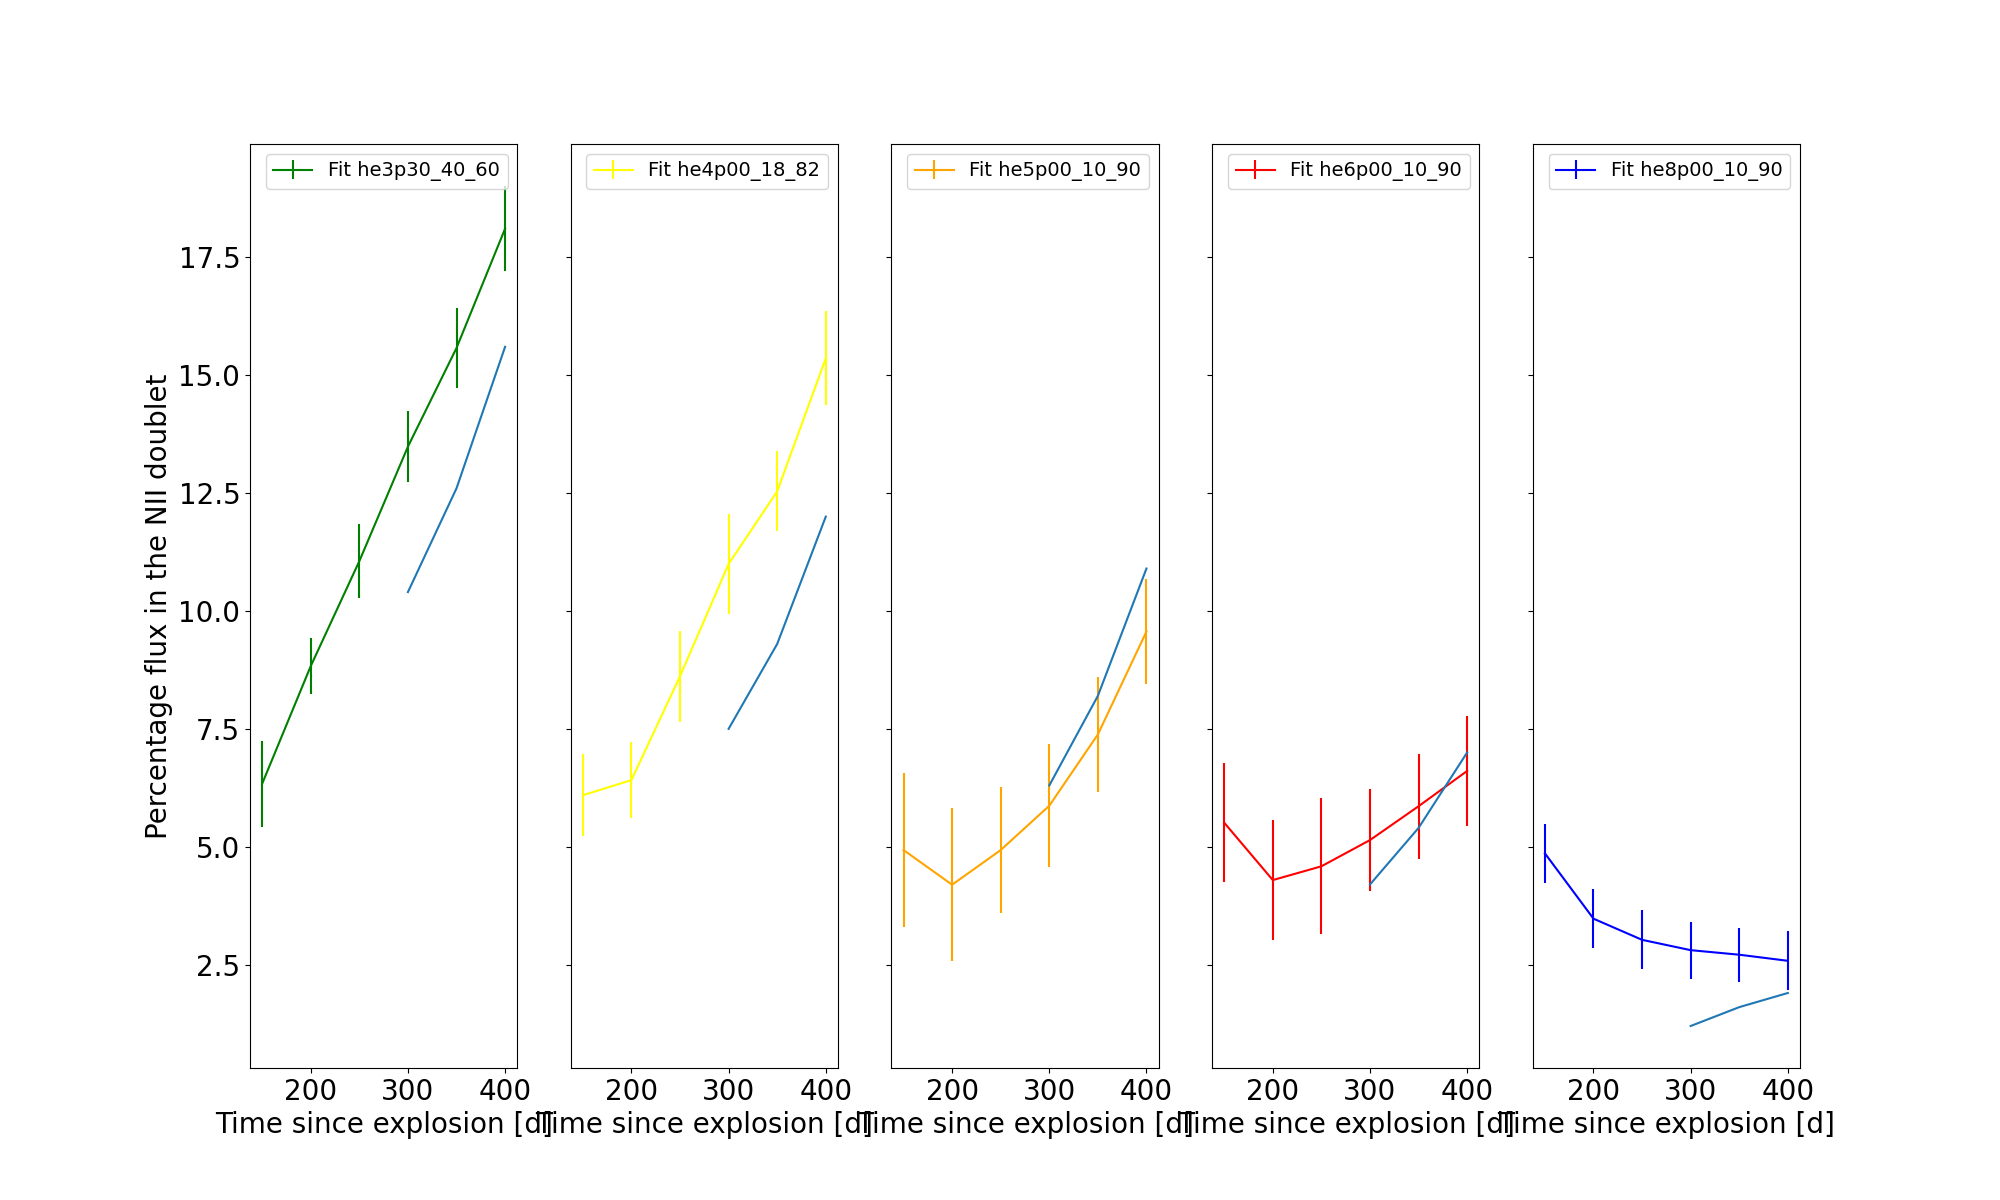 Fit he3p30_40_60
Fit he4p00_18_82
Fit he5p00_10_90
Fit he6p00_10_90
Fit he8p00_10_90
Percentage flux in the NII doublet
17.5
15.0
12.5
10.0
7.5
5.0
2.5
200 300 400
200 300 400
200 300 400
200 300 400
200 300 400
Time since explosion [d]
Time since explosion [d]
Time since explosion [d]
Time since explosion [d]
Time since explosion [d]